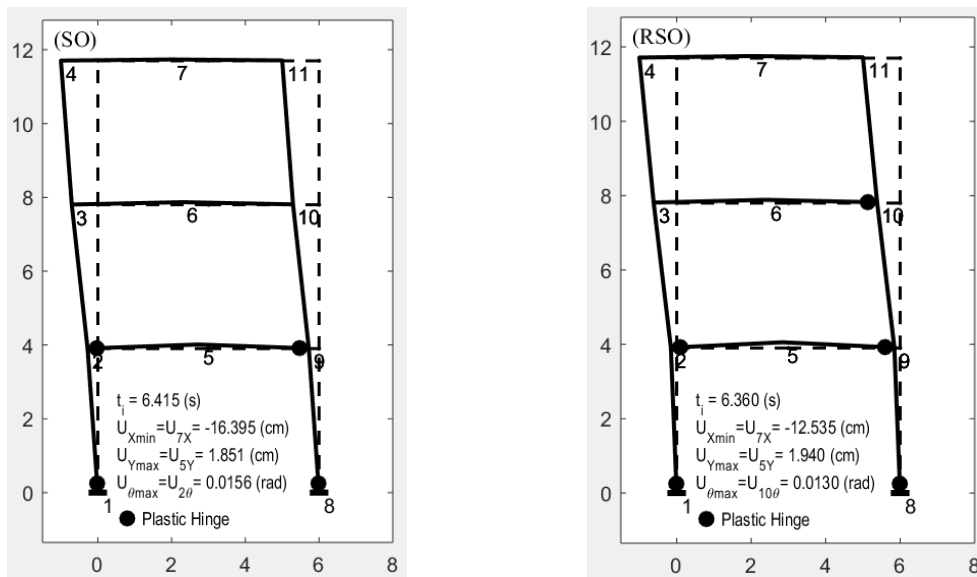 (SO)
12
10
8
6
4
2
0
4
7
11
3
6
10
2
5
9
t_i = 6.415 (s)
U_Xmin=U_7X= -16.395 (cm)
U_Ymax=U_5Y= 1.851 (cm)
U_θmax=U_2θ= 0.0156 (rad)
Plastic Hinge
1
8
0 2 4 6 8
(RSO)
12
10
8
6
4
2
0
4
7
11
3
6
10
2
5
9
t_i = 6.360 (s)
U_Xmin=U_7X= -12.535 (cm)
U_Ymax=U_5Y= 1.940 (cm)
U_θmax=U_10θ= 0.0130 (rad)
Plastic Hinge
1
8
0 2 4 6 8